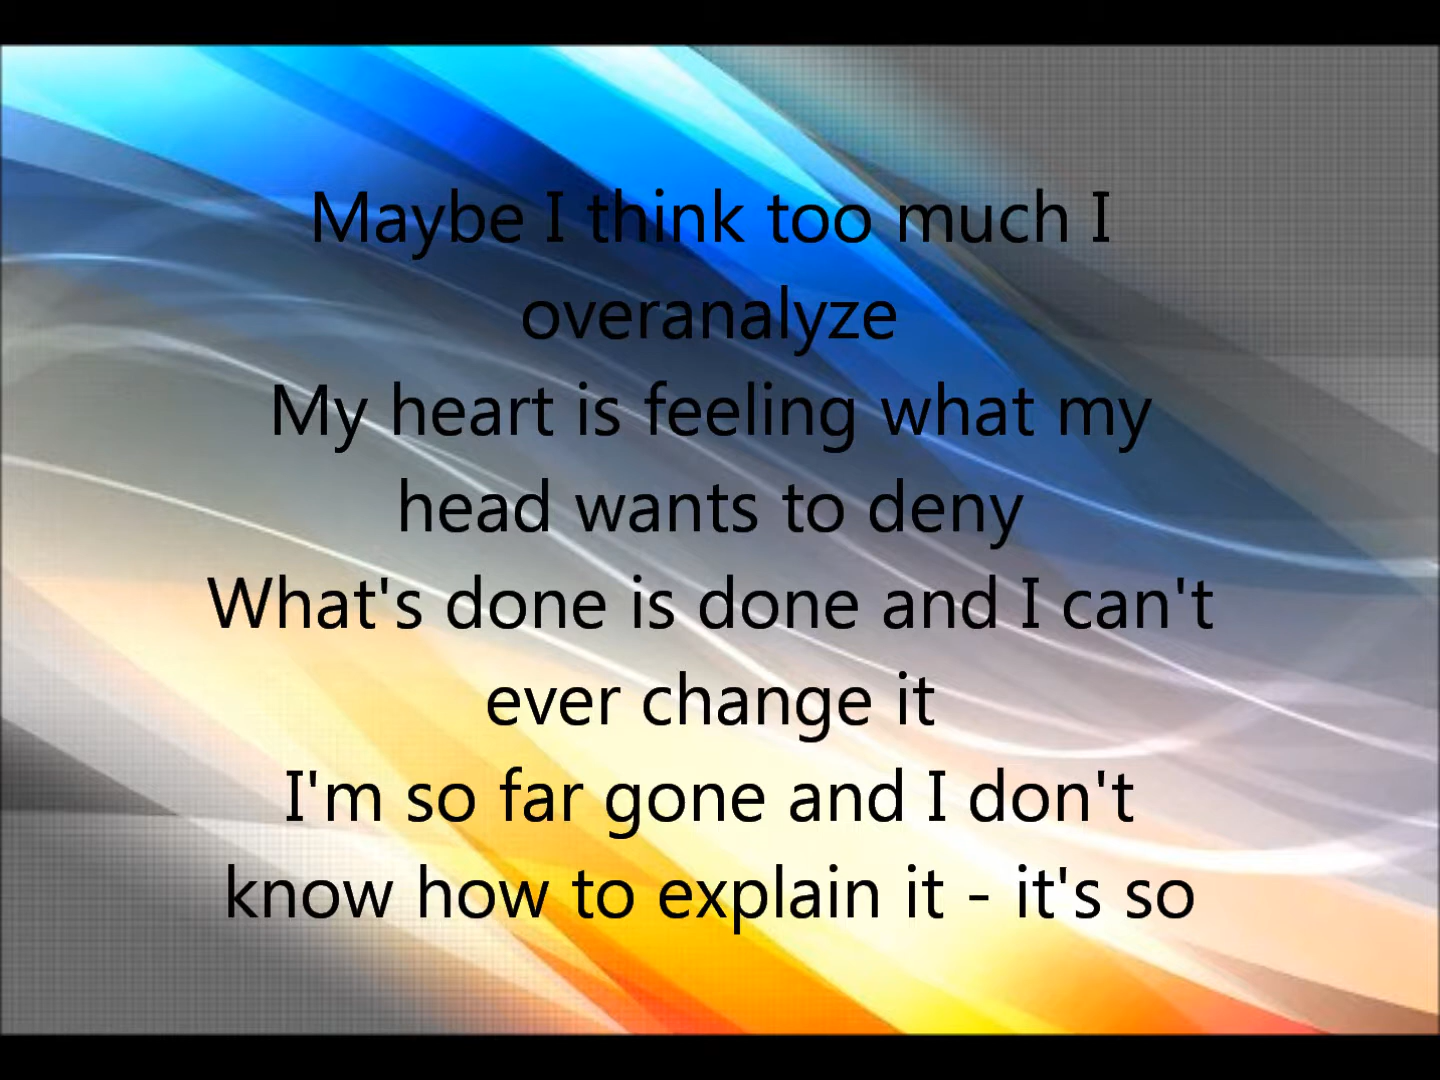 Maybe I think too much I
overanalyze
My heart is feeling what my
head wants to deny
What's done is done and I can't
ever change it
I'm so far gone and I don't
know how to explain it - it's so